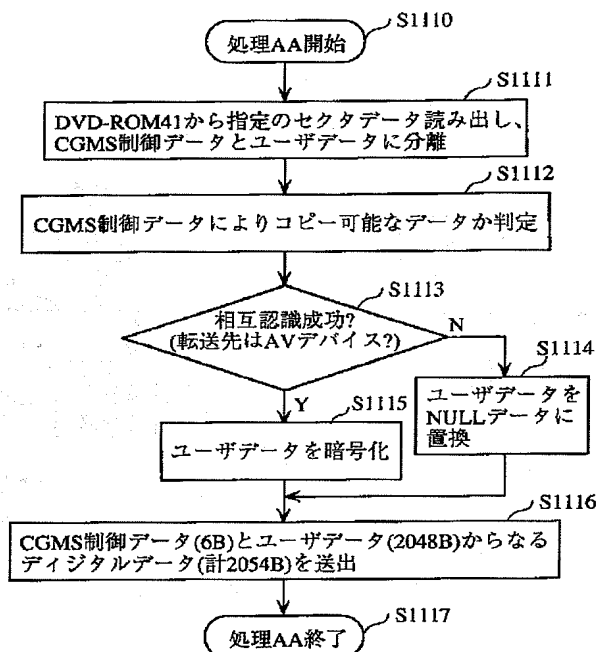 S1110
処理AA開始
S1111
DVD-ROM41から指定のセクタデータ読み出し、
CGMS制御データとユーザデータに分離
S1112
CGMS制御データによりコピー可能なデータか判定
S1113
相互認識成功?
(転送先はAVデバイス?)
N
S1114
ユーザデータを
NULLデータに
置換
Y
S1115
ユーザデータを暗号化
S1116
CGMS制御データ(6B)とユーザデータ(2048B)からなる
ディジタルデータ(計2054B)を送出
S1117
処理AA終了